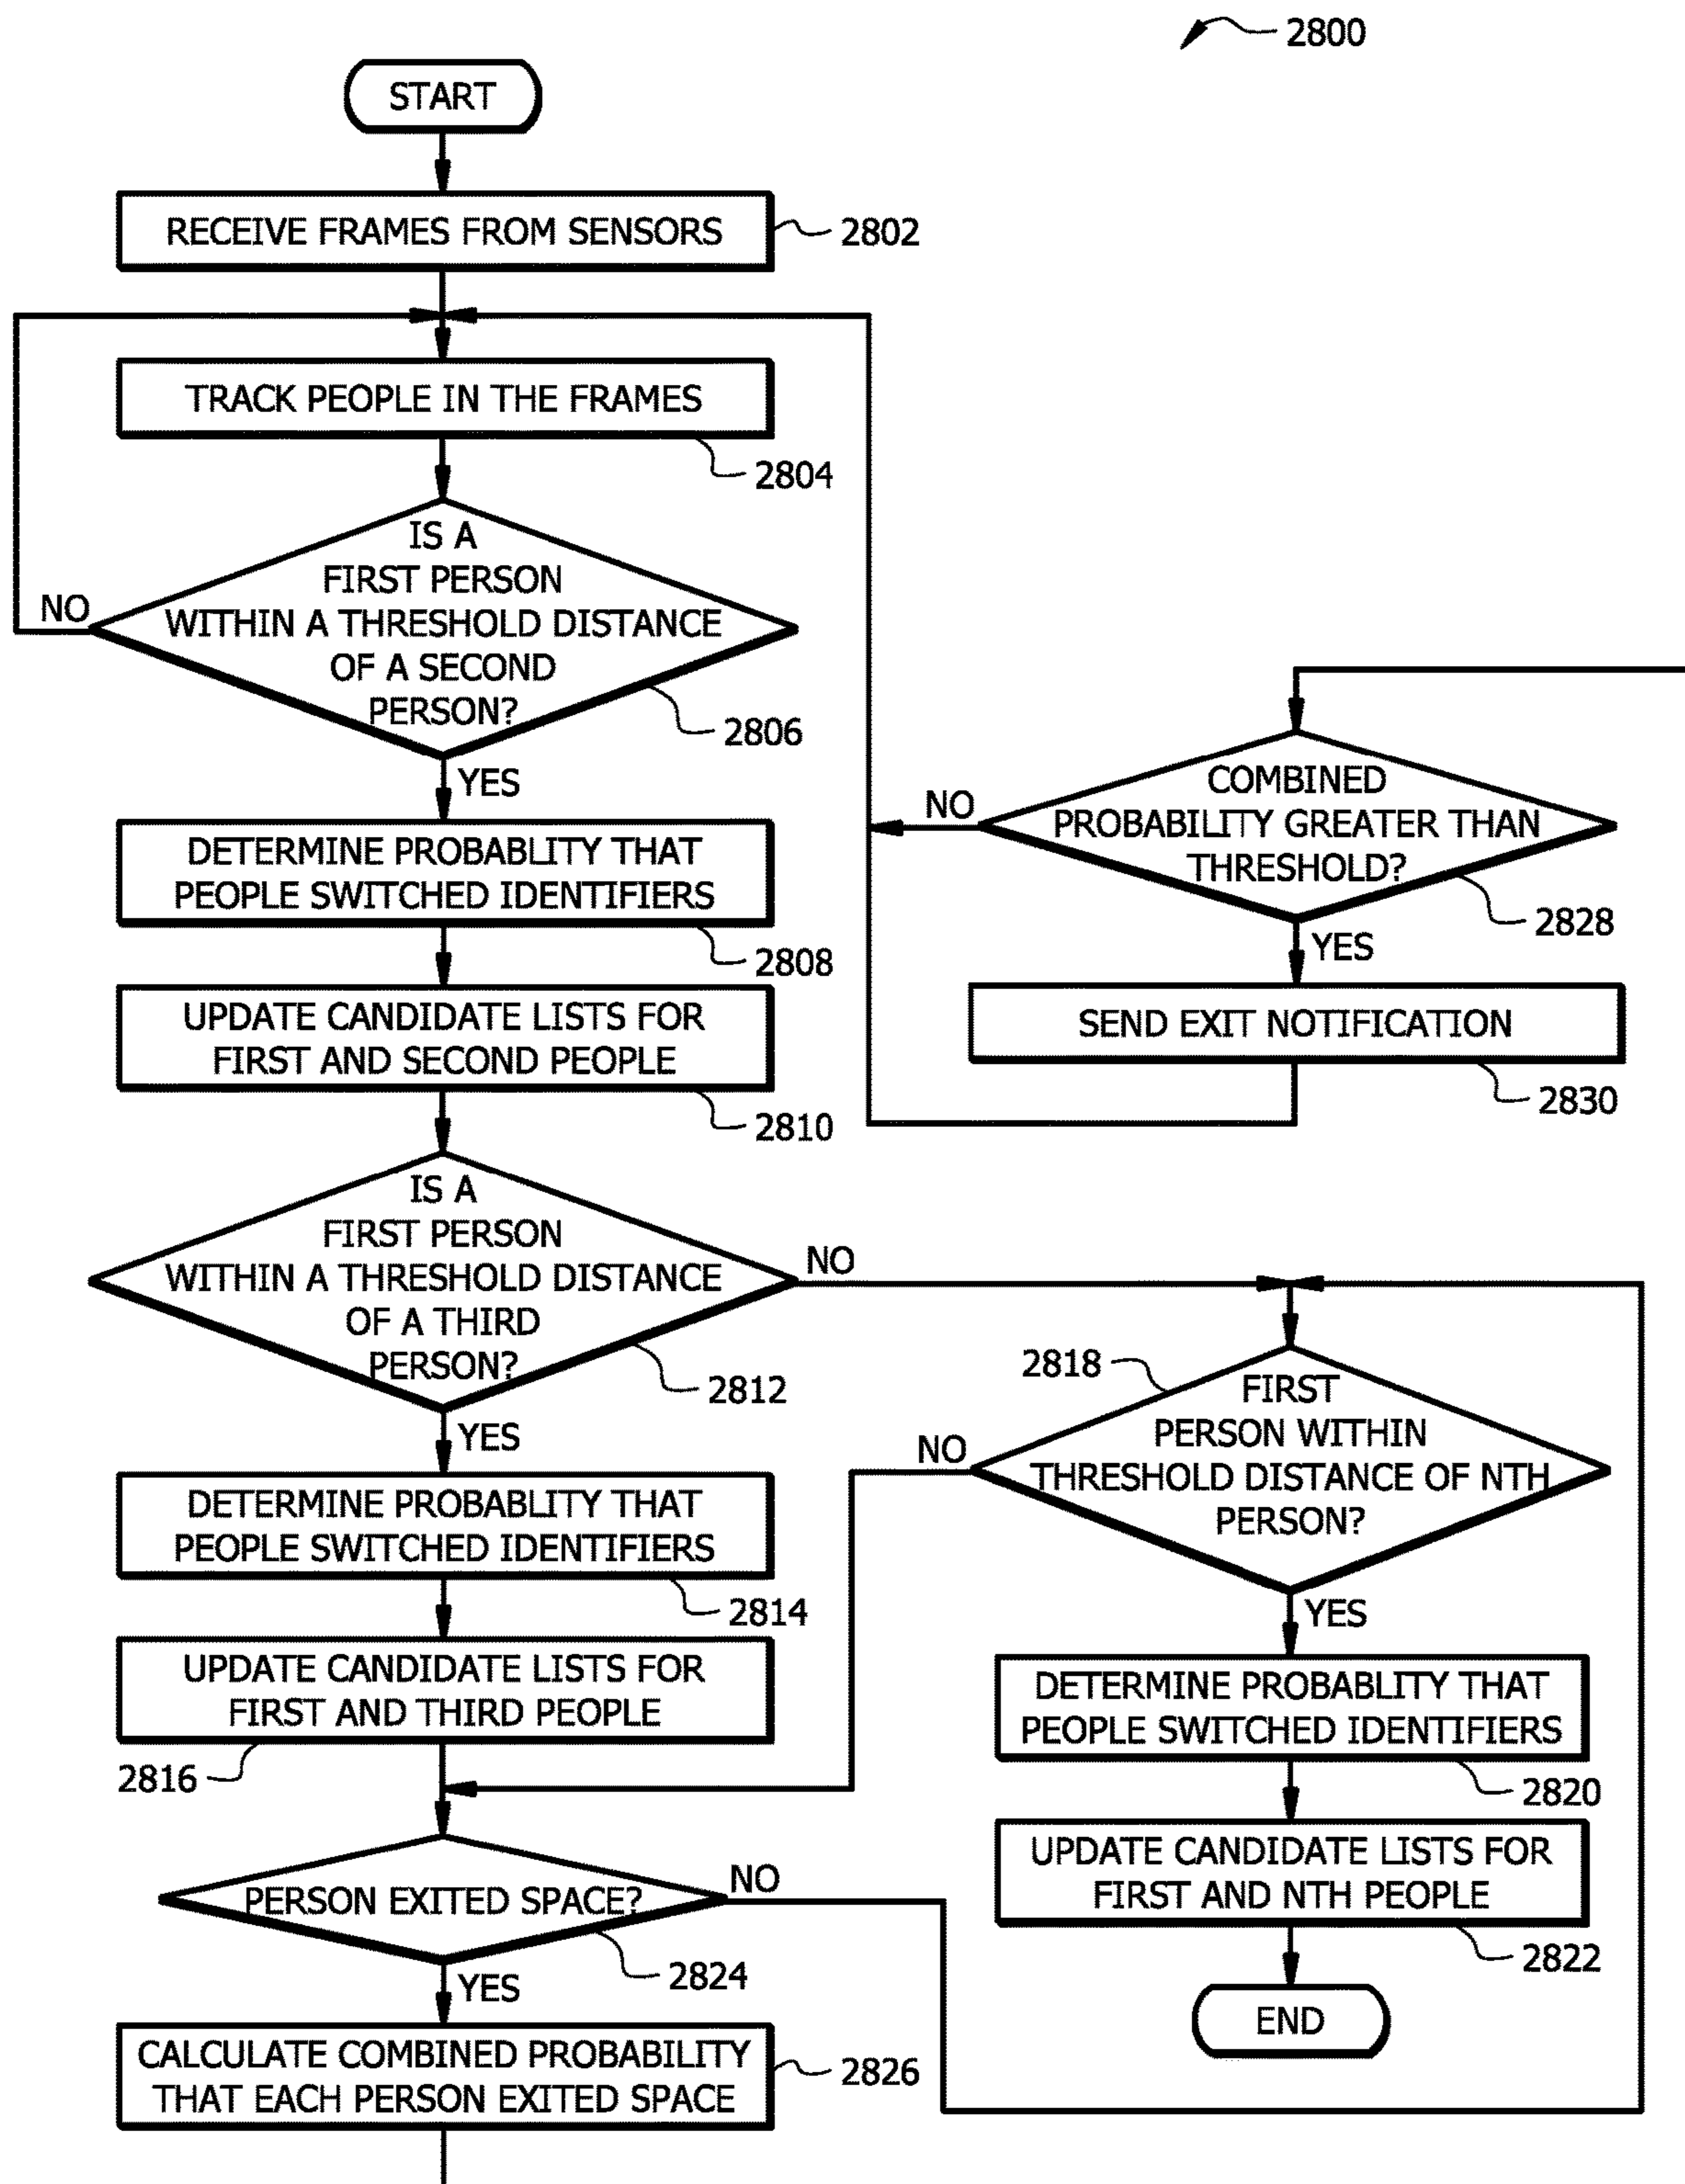 2800
START
RECEIVE FRAMES FROM SENSORS
2802
TRACK PEOPLE IN THE FRAMES
2804
IS A
FIRST PERSON
WITHIN A THRESHOLD DISTANCE
OF A SECOND
PERSON?
NO
2806
YES
DETERMINE PROBABLITY THAT
PEOPLE SWITCHED IDENTIFIERS
2808
UPDATE CANDIDATE LISTS FOR
FIRST AND SECOND PEOPLE
2810
IS A
FIRST PERSON
WITHIN A THRESHOLD DISTANCE
OF A THIRD
PERSON?
NO
2812
YES
DETERMINE PROBABLITY THAT
PEOPLE SWITCHED IDENTIFIERS
2814
UPDATE CANDIDATE LISTS FOR
FIRST AND THIRD PEOPLE
2816
PERSON EXITED SPACE?
NO
2824
YES
CALCULATE COMBINED PROBABILITY
THAT EACH PERSON EXITED SPACE
2826
COMBINED
PROBABILITY GREATER THAN
THRESHOLD?
NO
2828
YES
SEND EXIT NOTIFICATION
2830
2818
FIRST
PERSON WITHIN
THRESHOLD DISTANCE OF NTH
PERSON?
NO
YES
DETERMINE PROBABLITY THAT
PEOPLE SWITCHED IDENTIFIERS
2820
UPDATE CANDIDATE LISTS FOR
FIRST AND NTH PEOPLE
2822
END